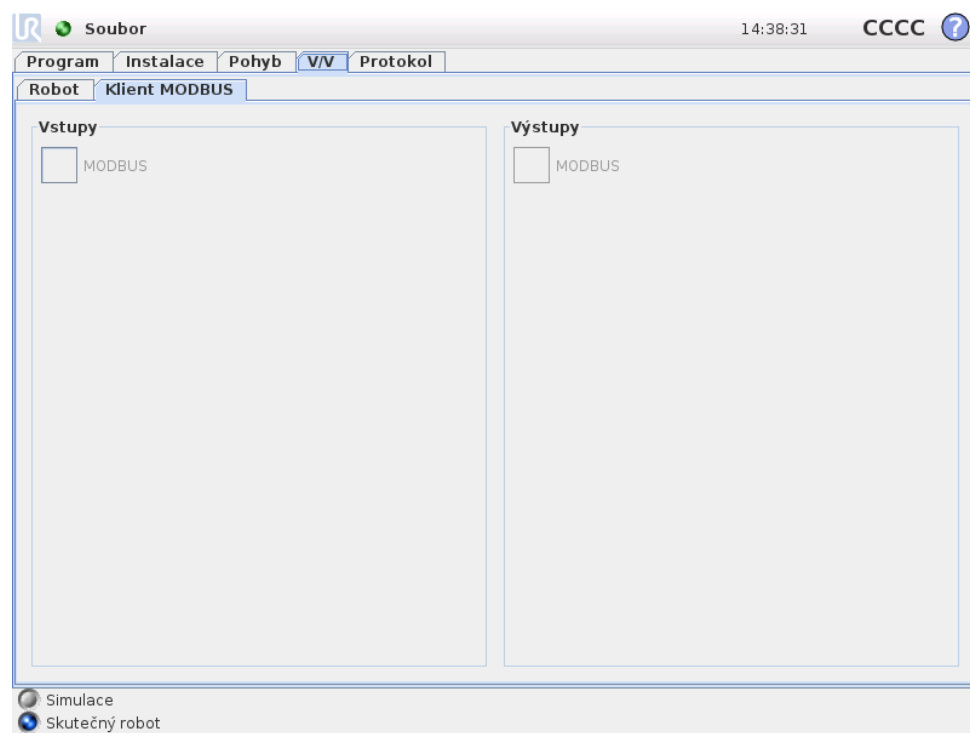 UR Soubor 14:38:31 CCCC ?
Program Instalace Pohyb V/V Protokol
Robot Klient MODBUS
Vstupy Výstupy
MODBUS MODBUS
Simulace
Skutečný robot